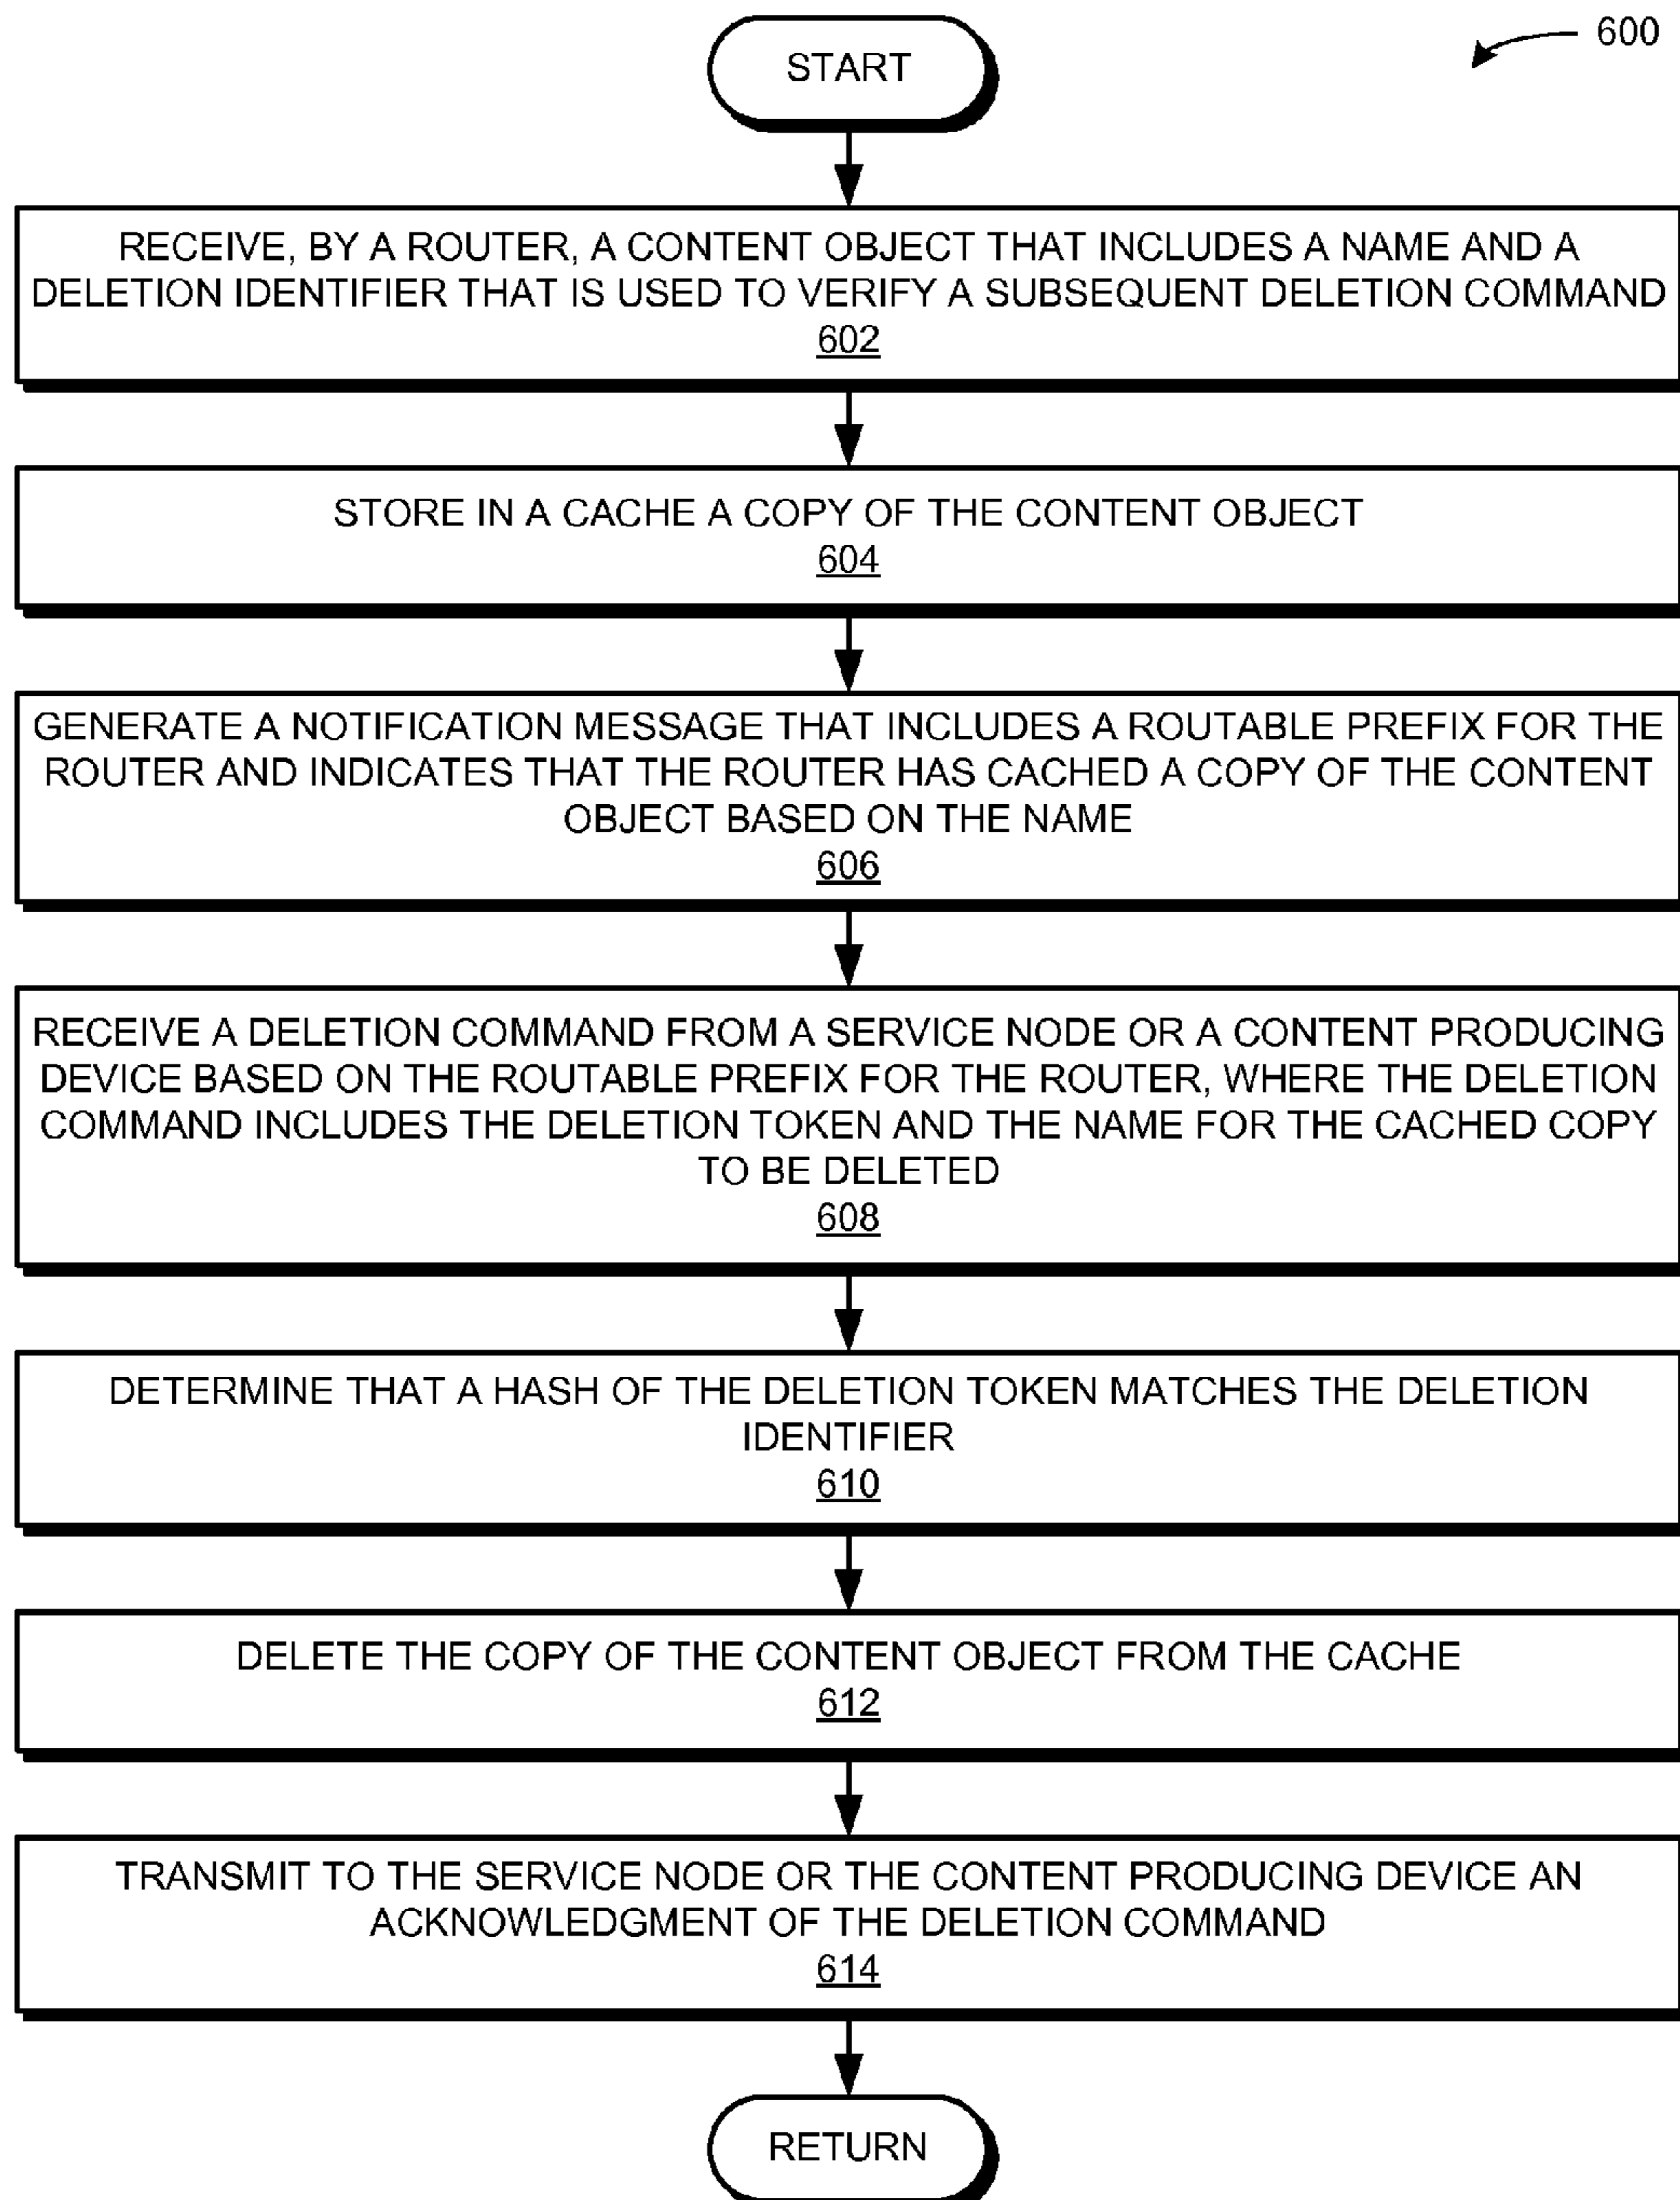 600
START
RECEIVE, BY A ROUTER, A CONTENT OBJECT THAT INCLUDES A NAME AND A
DELETION IDENTIFIER THAT IS USED TO VERIFY A SUBSEQUENT DELETION COMMAND
602
STORE IN A CACHE A COPY OF THE CONTENT OBJECT
604
GENERATE A NOTIFICATION MESSAGE THAT INCLUDES A ROUTABLE PREFIX FOR THE
ROUTER AND INDICATES THAT THE ROUTER HAS CACHED A COPY OF THE CONTENT
OBJECT BASED ON THE NAME
606
RECEIVE A DELETION COMMAND FROM A SERVICE NODE OR A CONTENT PRODUCING
DEVICE BASED ON THE ROUTABLE PREFIX FOR THE ROUTER, WHERE THE DELETION
COMMAND INCLUDES THE DELETION TOKEN AND THE NAME FOR THE CACHED COPY
TO BE DELETED
608
DETERMINE THAT A HASH OF THE DELETION TOKEN MATCHES THE DELETION
IDENTIFIER
610
DELETE THE COPY OF THE CONTENT OBJECT FROM THE CACHE
612
TRANSMIT TO THE SERVICE NODE OR THE CONTENT PRODUCING DEVICE AN
ACKNOWLEDGMENT OF THE DELETION COMMAND
614
RETURN